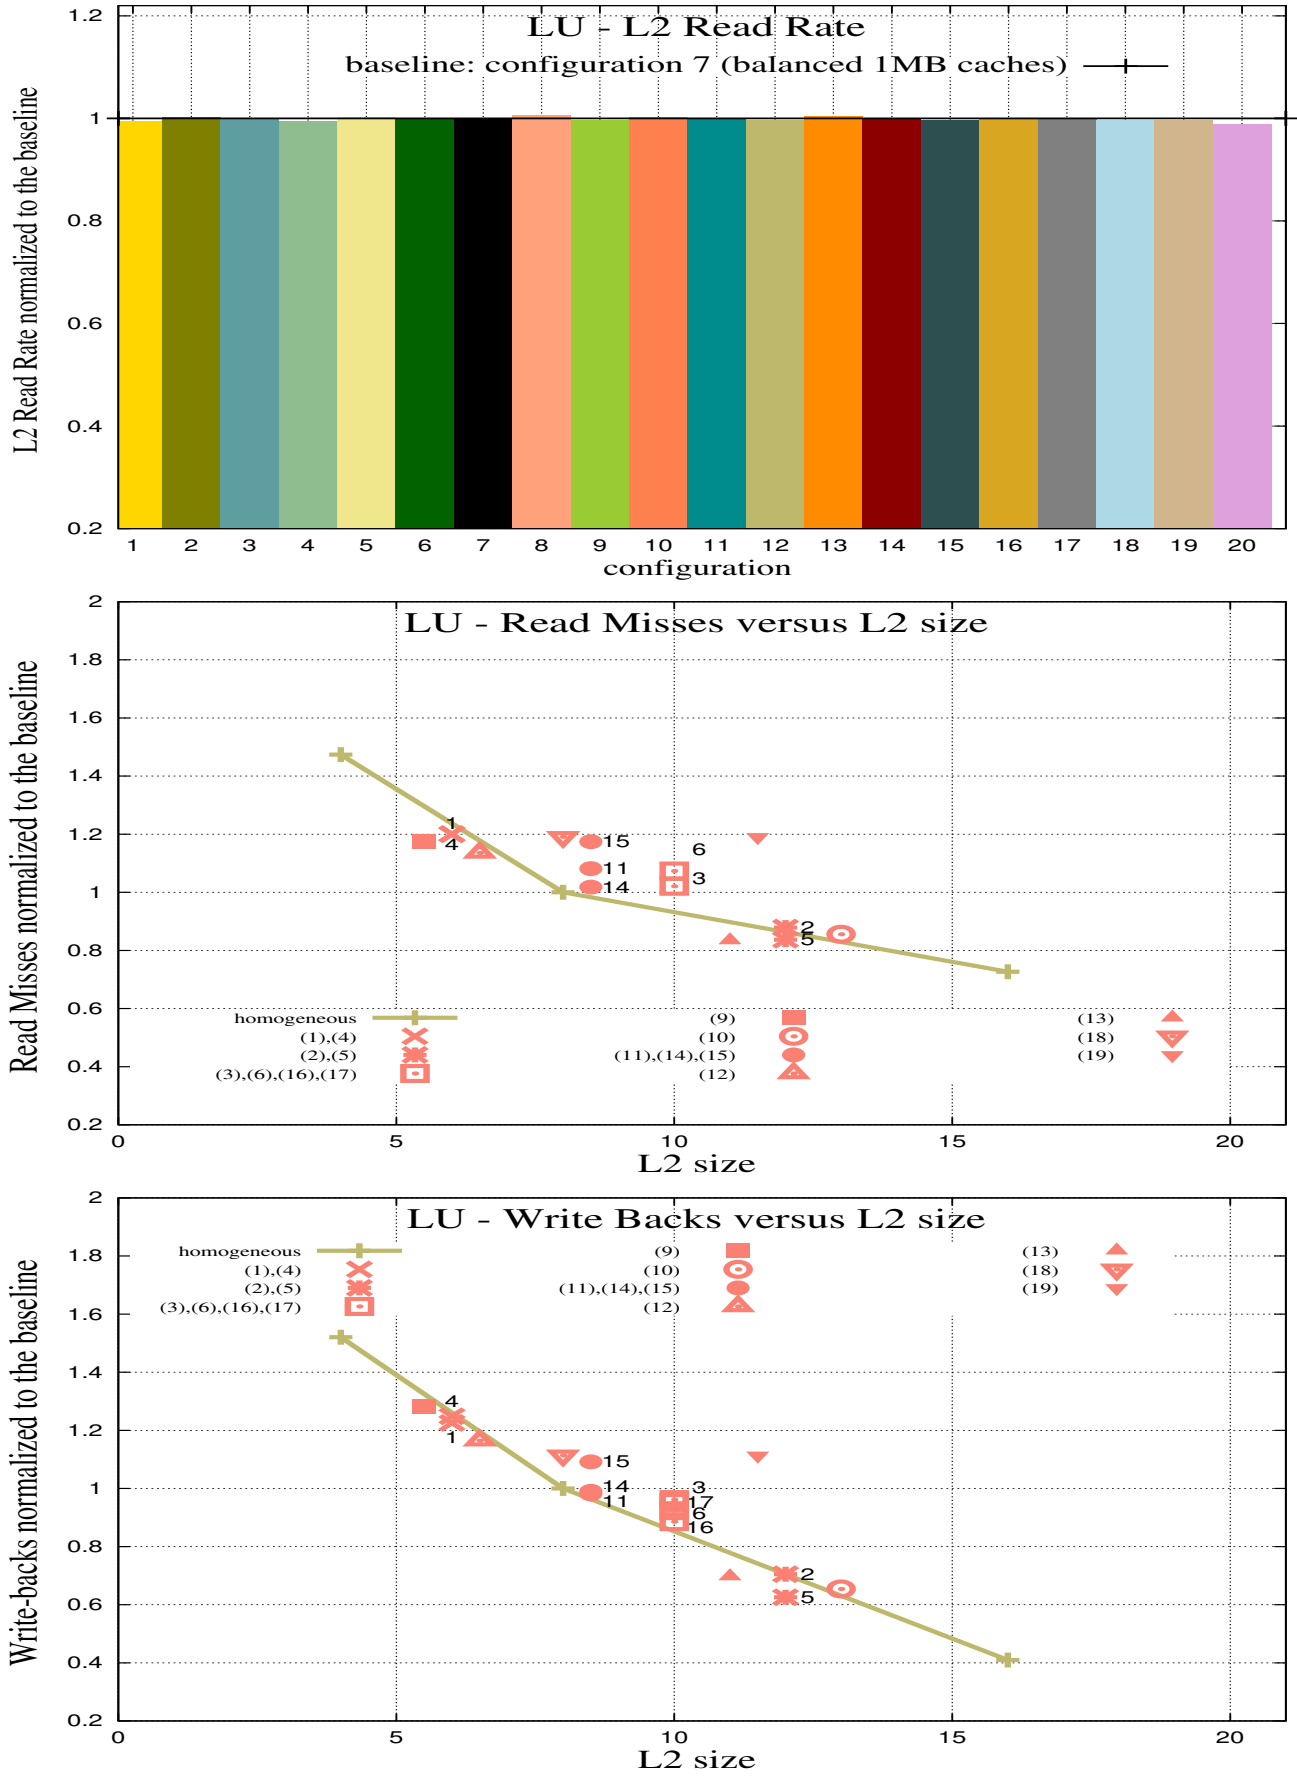 LU - L2 Read Rate
baseline: configuration 7 (balanced 1MB caches)
L2 Read Rate normalized to the baseline
1.2
1
0.8
0.6
0.4
0.2
1 2 3 4 5 6 7 8 9 10 11 12 13 14 15 16 17 18 19 20
configuration
LU - Read Misses versus L2 size
Read Misses normalized to the baseline
2
1.8
1.6
1.4
1.2
1
0.8
0.6
0.4
0.2
1
4
15
11
14
6
3
2
5
homogeneous (9) (13)
(1),(4) (10) (18)
(2),(5) (11),(14),(15) (19)
(3),(6),(16),(17) (12)
0 5 10 15 20
L2 size
LU - Write Backs versus L2 size
Write-backs normalized to the baseline
homogeneous (9) (13)
(1),(4) (10) (18)
(2),(5) (11),(14),(15) (19)
(3),(6),(16),(17) (12)
2
1.8
1.6
1.4
1.2
1
0.8
0.6
0.4
0.2
4
1
15
14
11
3
17
6
16
2
5
0 5 10 15 20
L2 size